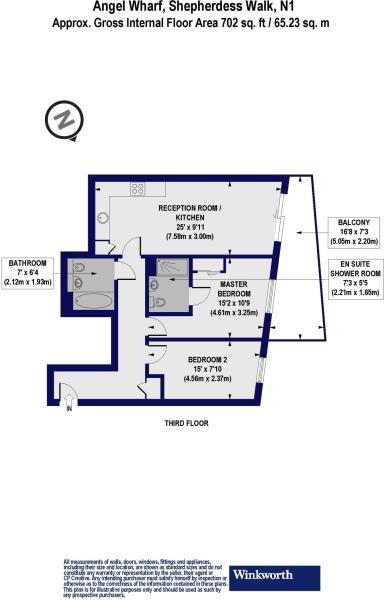 Angel Wharf, Shepherdess Walk, N1
Approx. Gross Internal Floor Area 702 sq. ft / 65.23 sq. m
N
RECEPTION ROOM /
KITCHEN
25' x 9'11
(7.58m x 3.00m)
BALCONY
16'8 x 7'3
(5.05m x 2.20m)
BATHROOM
7' x 6'4
(2.12m x 1.93m)
EN SUITE
SHOWER ROOM
7'3 x 5'5
(2.21m x 1.65m)
MASTER
BEDROOM
15'2 x 10'9
(4.61m x 3.25m)
BEDROOM 2
15' x 7'10
(4.56m x 2.37m)
IN
THIRD FLOOR
All measurements of walls, doors, windows, fittings and appliances,
including their size and location, are shown as standard sizes and do not
constitute any warranty or representation by the seller, their agent or
CP Creative. Any intending purchaser must satisfy himself by inspection or
otherwise as to the correctness of the information contained in these plans.
This plan is for illustrative purposes only and should be used as such by
any prospective purchasers.
Winkworth